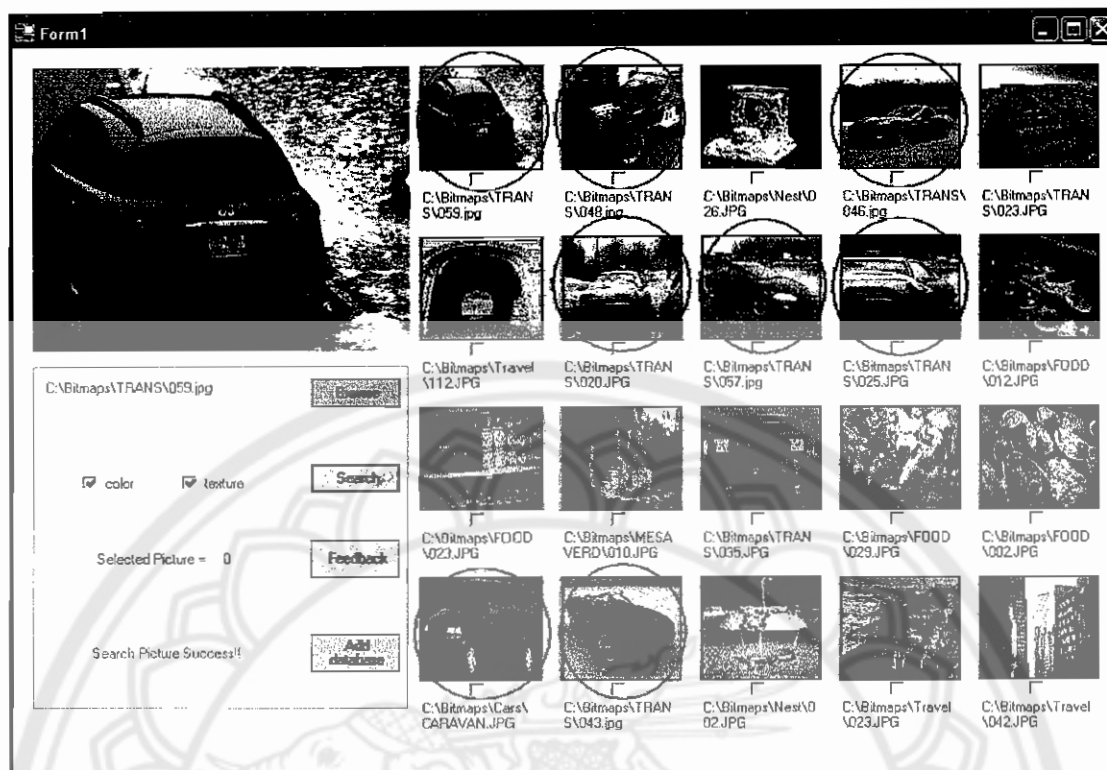 Form1
C:\Bitmaps\TRAN
S\059.jpg
C:\Bitmaps\TRAN
S\048.jpg
C:\Bitmaps\Nest\0
26.JPG
C:\Bitmaps\TRANS\
046.jpg
C:\Bitmaps\TRAN
S\023.JPG
C:\Bitmaps\Travel
\112.JPG
C:\Bitmaps\TRAN
S\020.JPG
C:\Bitmaps\TRAN
S\057.jpg
C:\Bitmaps\TRAN
S\025.JPG
C:\Bitmaps\FOOD
\012.JPG
C:\Bitmaps\TRANS\059.jpg
color
texture
Search
Selected Picture = 0
Feedback
Search Picture Success!!
Add
database
C:\Bitmaps\FOOD
\023.JPG
C:\Bitmaps\MESA
VERD\010.JPG
C:\Bitmaps\TRAN
S\035.JPG
C:\Bitmaps\FOOD
\029.JPG
C:\Bitmaps\FOOD
\002.JPG
C:\Bitmaps\Cars\
CARAVAN.JPG
C:\Bitmaps\TRAN
S\043.jpg
C:\Bitmaps\Nest\0
02.JPG
C:\Bitmaps\Travel
\023.JPG
C:\Bitmaps\Travel
\042.JPG